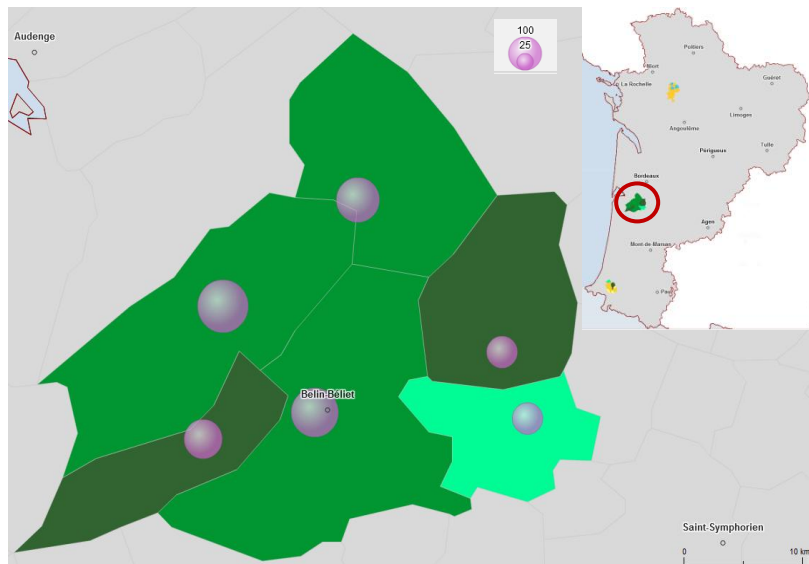 Audenge
100
25
Bélin-Béliet
Saint-Symphorien
0
10 km
Poitiers
Niort
La Rochelle
Guéret
Limoges
Angoulême
Périgueux
Tulle
Bordeaux
Agen
Mont-de-Marsan
Pau